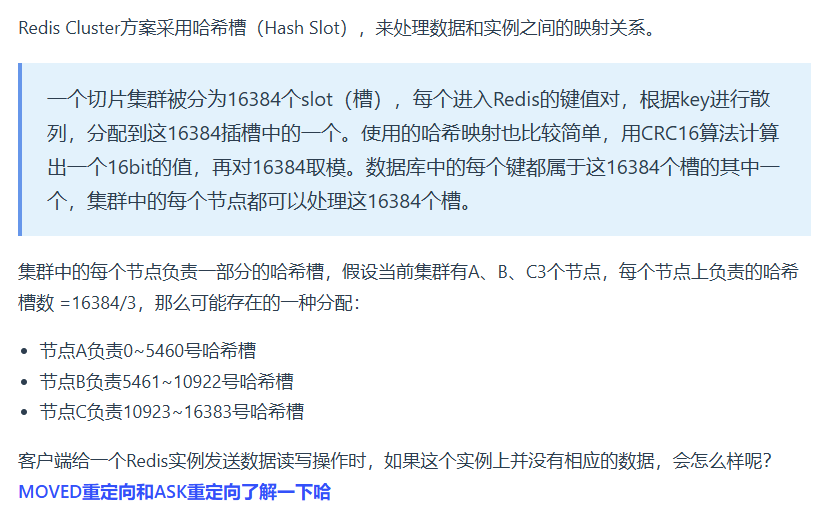 Redis Cluster方案采用哈希槽（Hash Slot），来处理数据和实例之间的映射关系。
一个切片集群被分为16384个slot（槽），每个进入Redis的键值对，根据key进行散
列，分配到这16384插槽中的一个。使用的哈希映射也比较简单，用CRC16算法计算
出一个16bit的值，再对16384取模。数据库中的每个键都属于这16384个槽的其中一
个，集群中的每个节点都可以处理这16384个槽。
集群中的每个节点负责一部分的哈希槽，假设当前集群有A、B、C3个节点，每个节点上负责的哈希
槽数 =16384/3，那么可能存在的一种分配：
• 节点A负责0~5460号哈希槽
• 节点B负责5461~10922号哈希槽
• 节点C负责10923~16383号哈希槽
客户端给一个Redis实例发送数据读写操作时，如果这个实例上并没有相应的数据，会怎么样呢？
MOVED重定向和ASK重定向了解一下哈